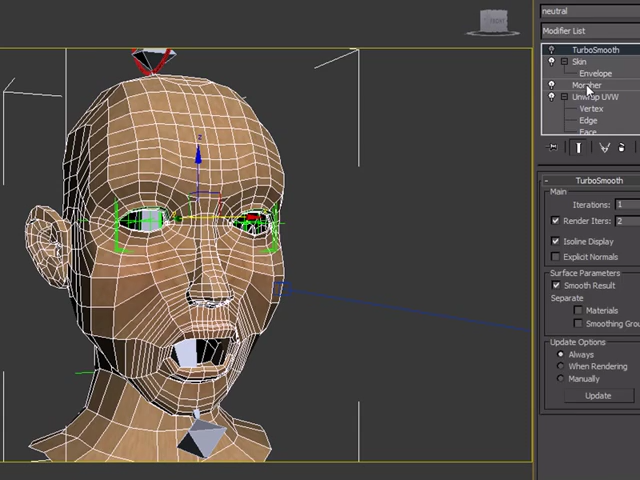 neutral
FRONT
Modifier List
TurboSmooth
Skin
Envelope
Morpher
Unwrap UVW
Vertex
Edge
Face
z
- TurboSmooth
Main
Iterations: 1
Render Iters: 2
Isoline Display
Explicit Normals
Surface Parameters
Smooth Result
Separate
Materials
Smoothing Grou
Update Options
Always
When Rendering
Manually
Update